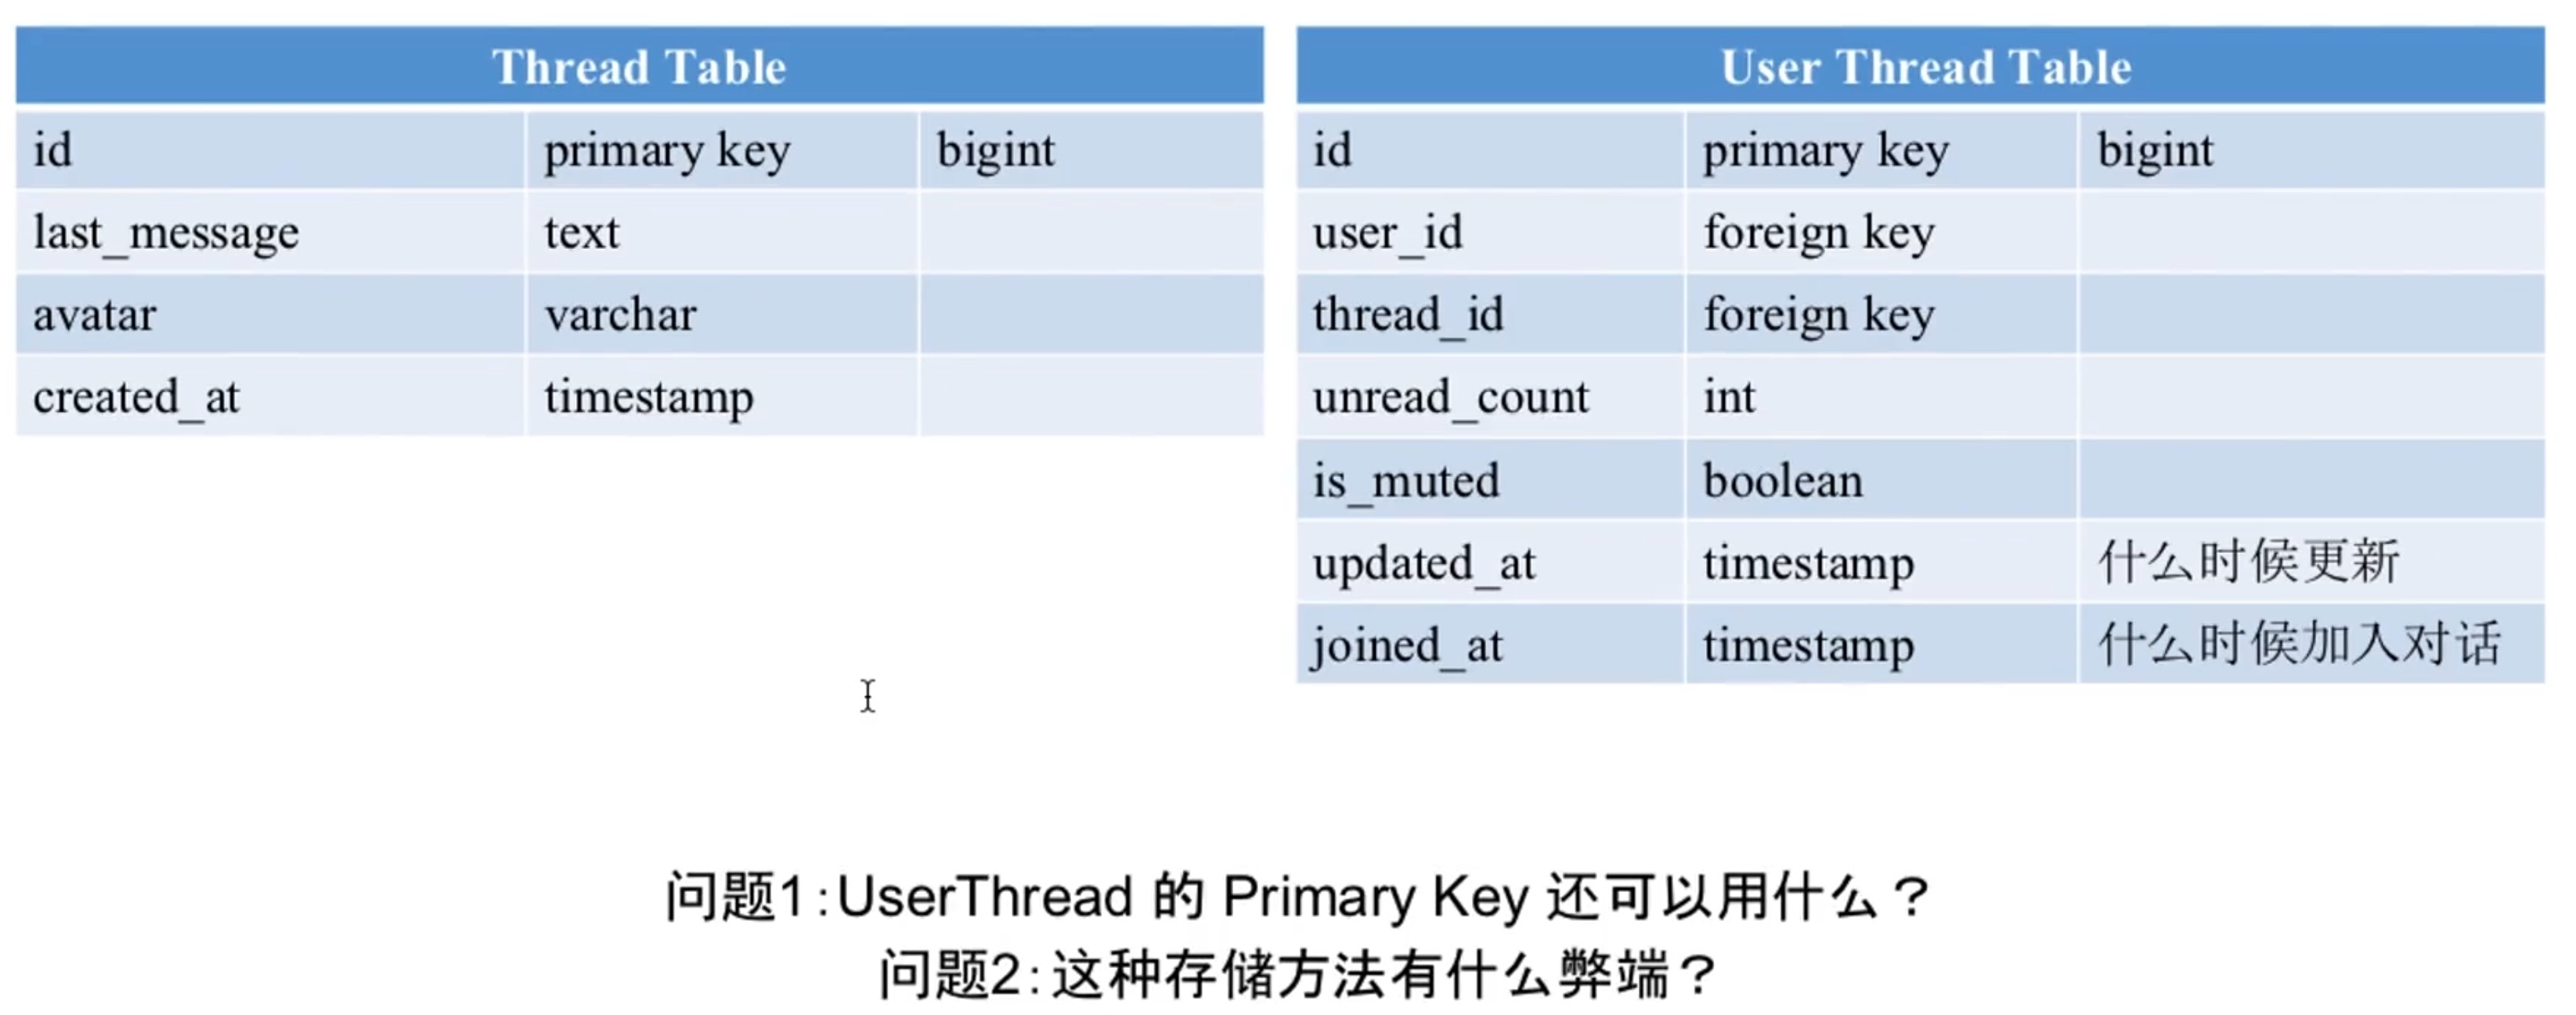 Thread Table
id primary key bigint
last_message text
avatar varchar
created_at timestamp
User Thread Table
id primary key bigint
user_id foreign key
thread_id foreign key
unread_count int
is_muted boolean
updated_at timestamp 什么时候更新
joined_at timestamp 什么时候加入对话
问题1:UserThread 的 Primary Key 还可以用什么？
问题2:这种存储方法有什么弊端？